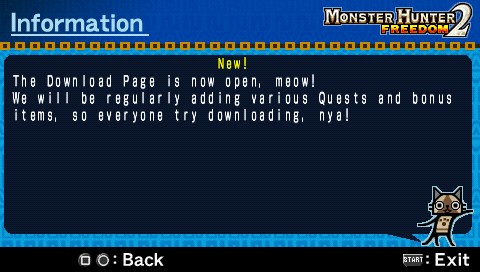 Information
MONSTER HUNTER
FREEDOM 2
New!
The Download Page is now open, meow!
We will be regularly adding various Quests and bonus
items, so everyone try downloading, nya!
: Back
START : Exit